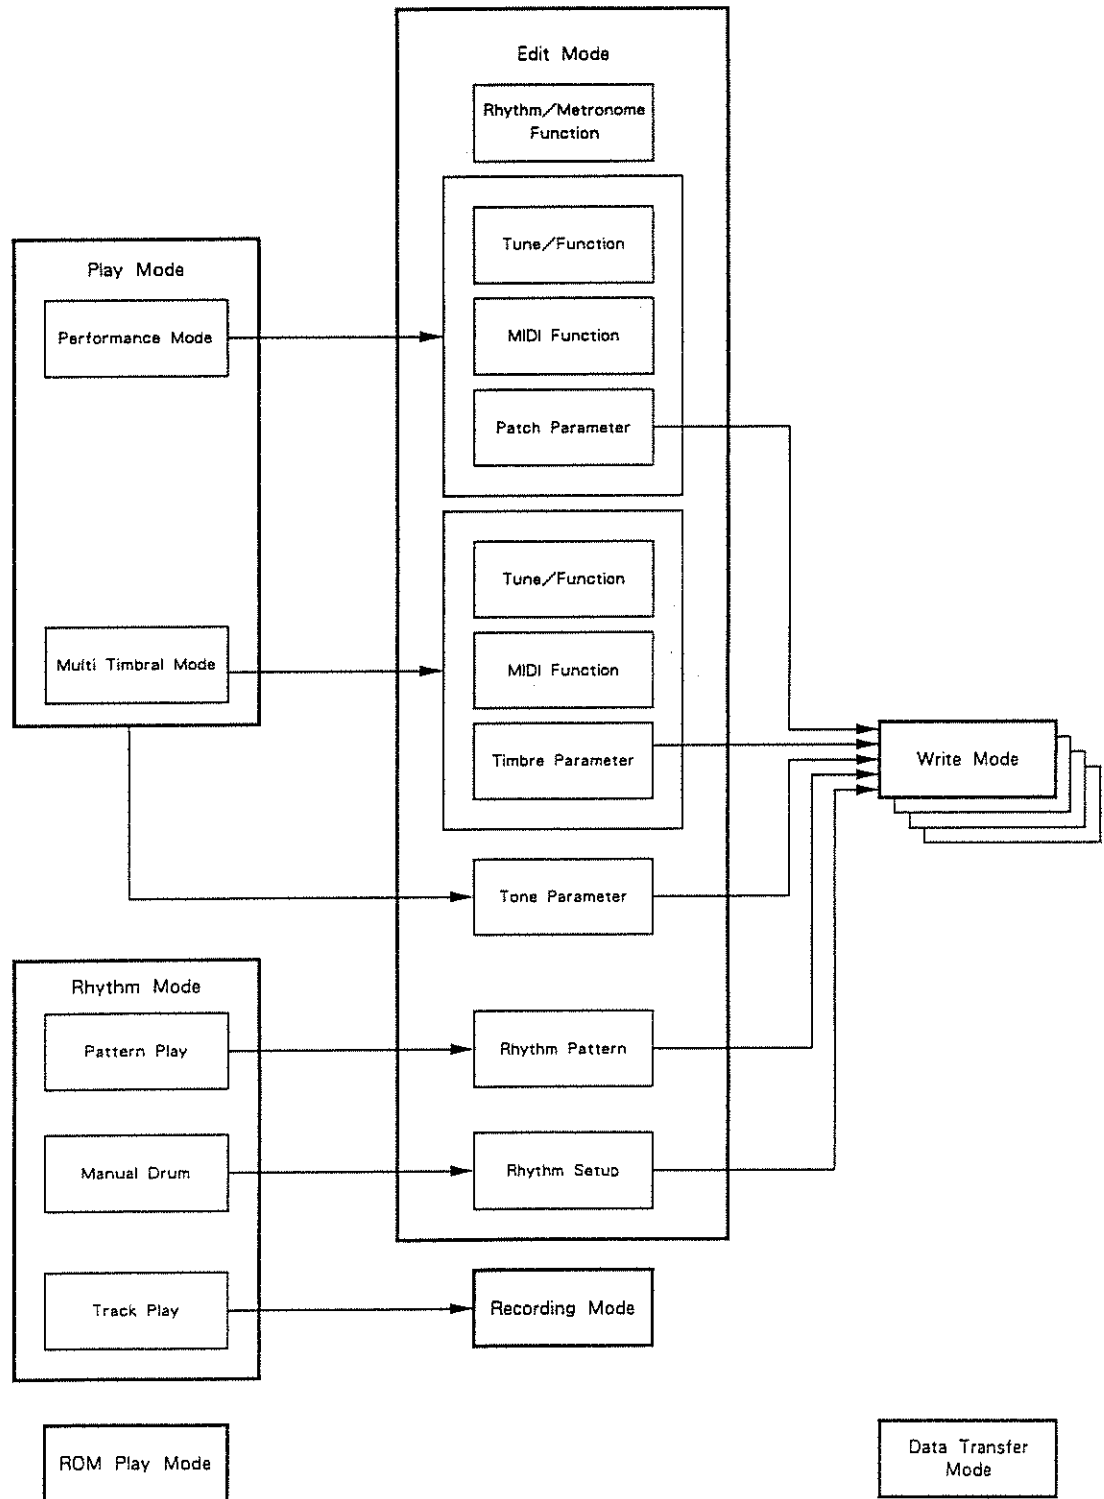 Edit Mode
Rhythm/Metronome
Function
Tune/Function
MIDI Function
Patch Parameter
Tune/Function
MIDI Function
Timbre Parameter
Tone Parameter
Rhythm Pattern
Rhythm Setup
Play Mode
Performance Mode
Multi Timbral Mode
Rhythm Mode
Pattern Play
Manual Drum
Track Play
Recording Mode
Write Mode
ROM Play Mode
Data Transfer
Mode